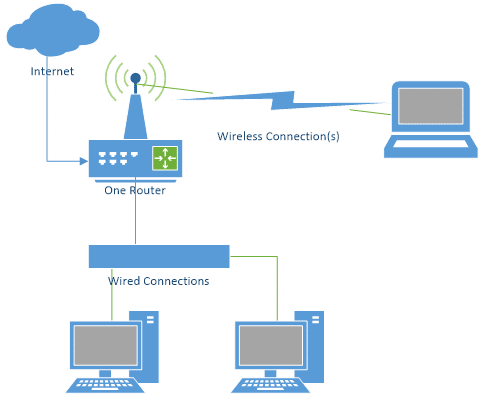 Internet
Wireless Connection(s)
One Router
Wired Connections